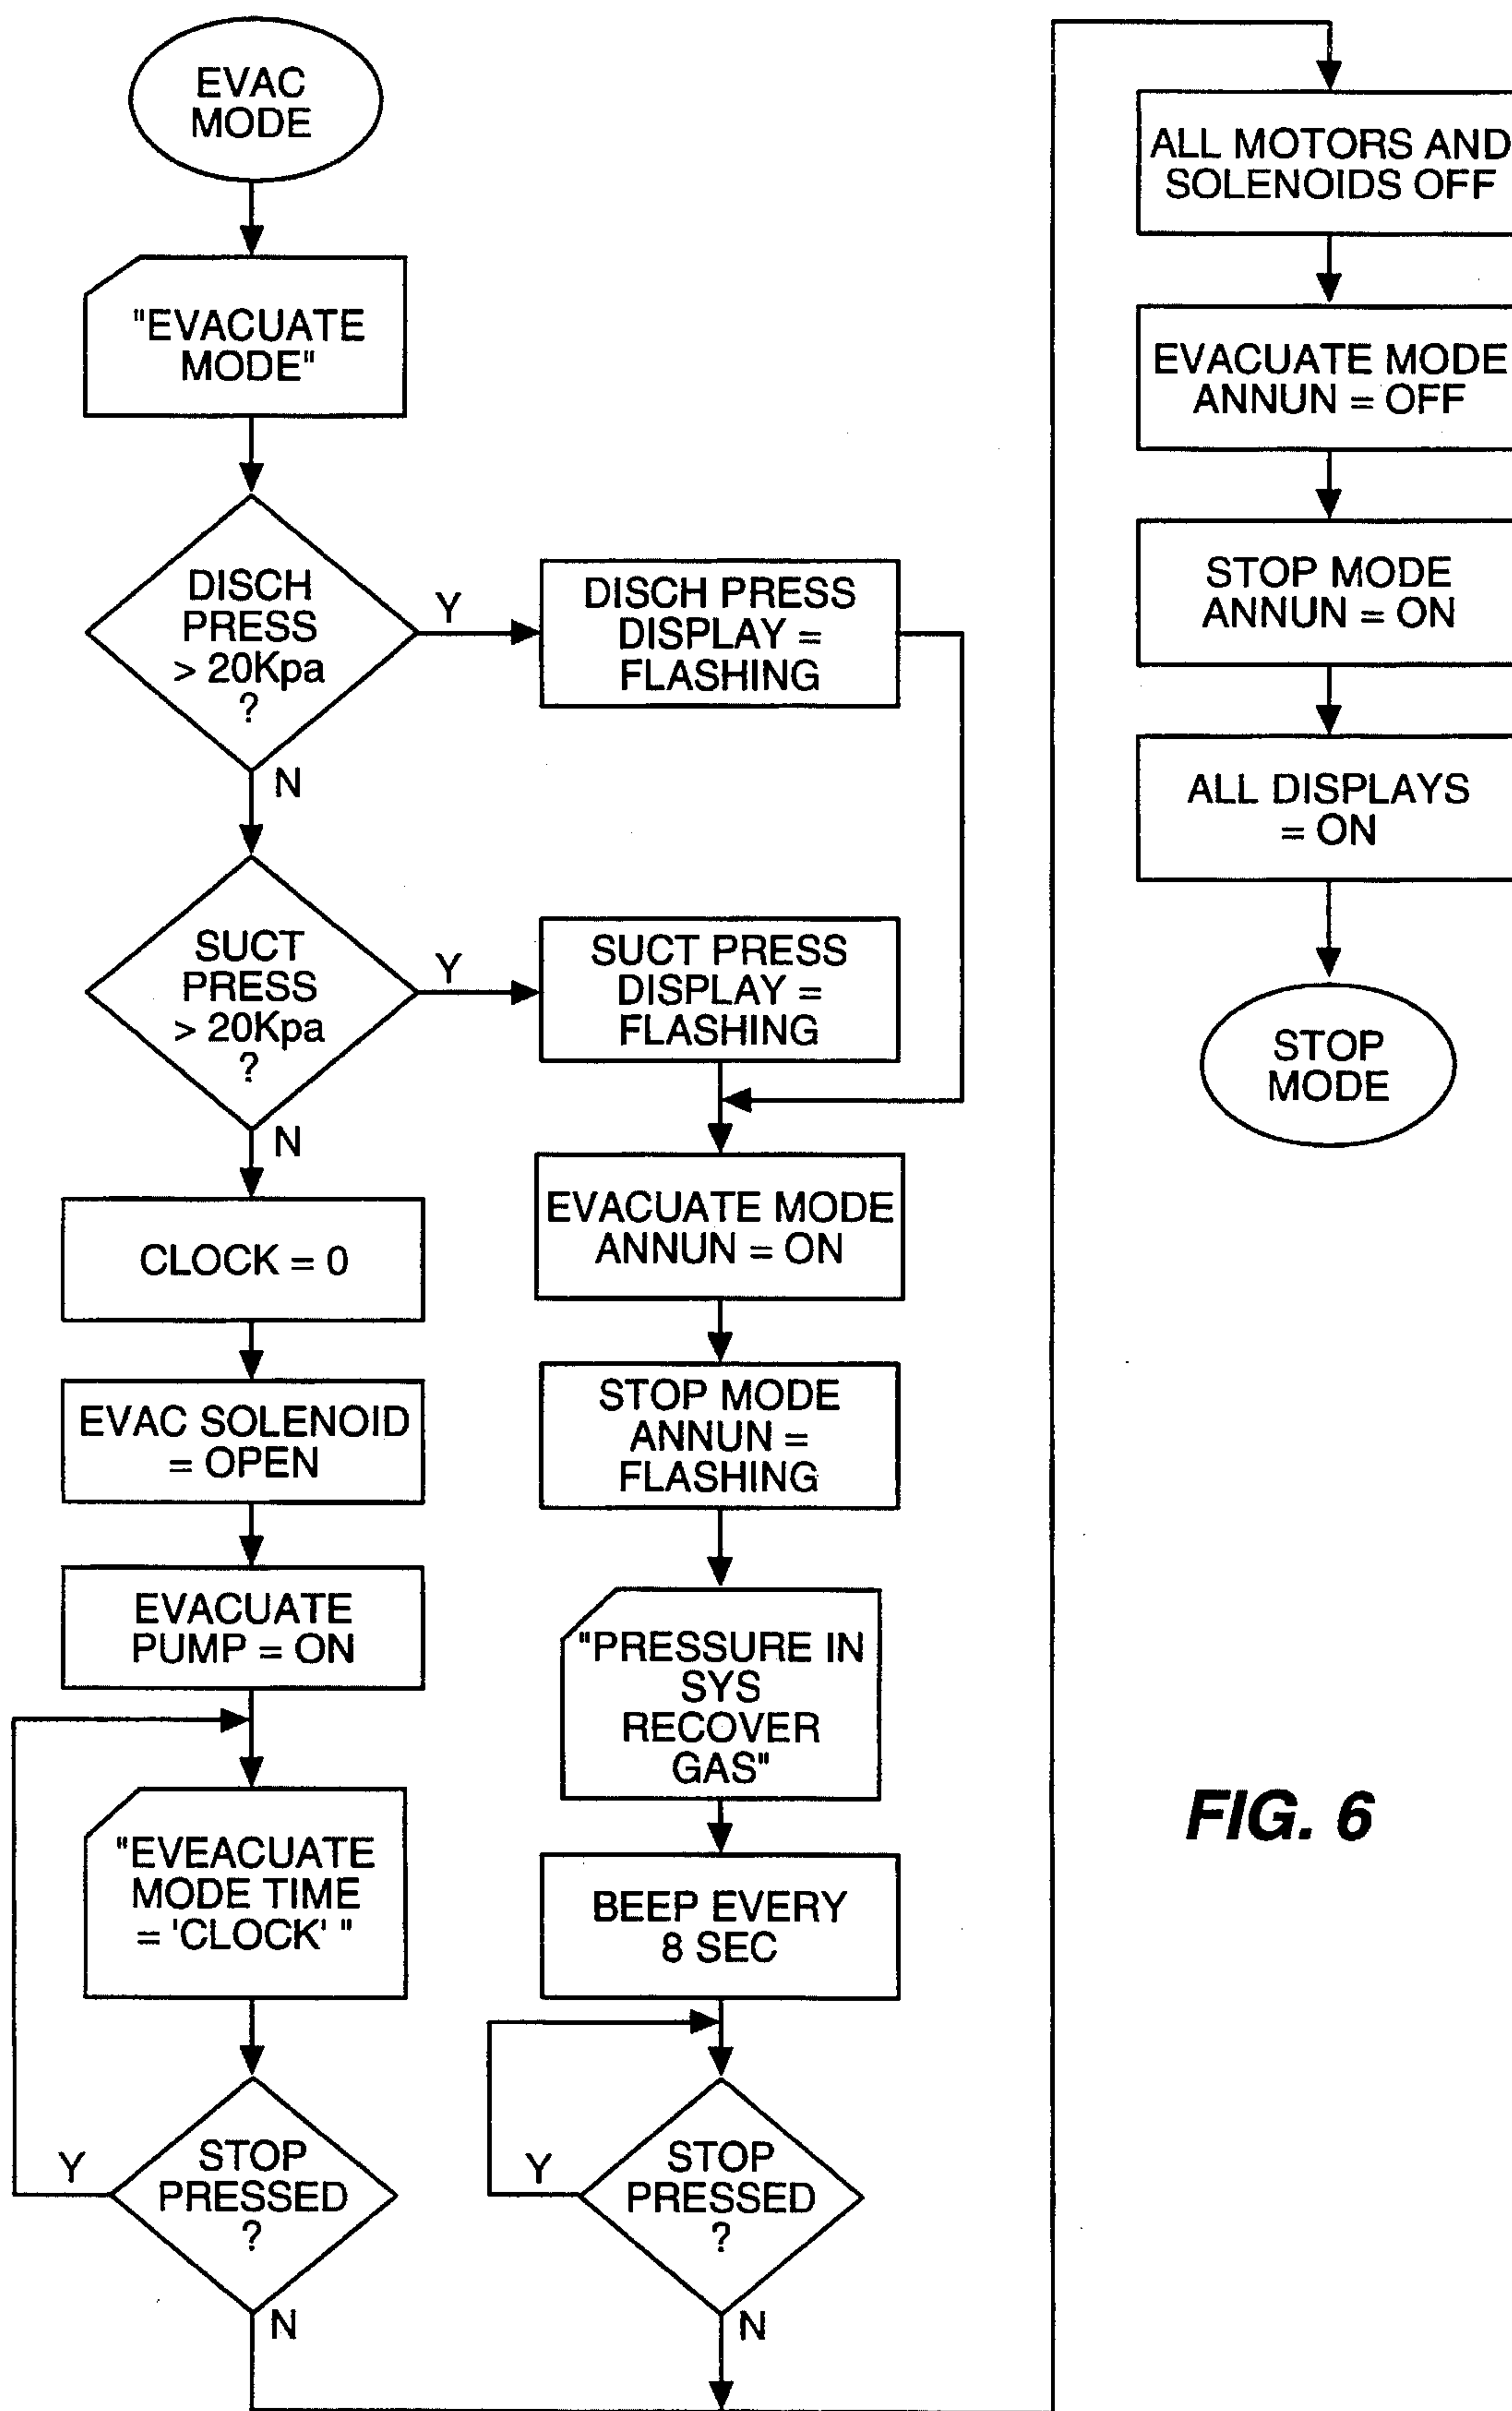 EVAC
MODE
"EVACUATE
MODE"
DISCH
PRESS
> 20Kpa
?
Y
N
DISCH PRESS
DISPLAY =
FLASHING
SUCT
PRESS
> 20Kpa
?
Y
N
SUCT PRESS
DISPLAY =
FLASHING
CLOCK = 0
EVAC SOLENOID
= OPEN
EVACUATE
PUMP = ON
"EVEACUATE
MODE TIME
= 'CLOCK' "
STOP
PRESSED
?
Y
N
EVACUATE MODE
ANNUN = ON
STOP MODE
ANNUN =
FLASHING
"PRESSURE IN
SYS
RECOVER
GAS"
BEEP EVERY
8 SEC
STOP
PRESSED
?
Y
N
ALL MOTORS AND
SOLENOIDS OFF
EVACUATE MODE
ANNUN = OFF
STOP MODE
ANNUN = ON
ALL DISPLAYS
= ON
STOP
MODE
FIG. 6